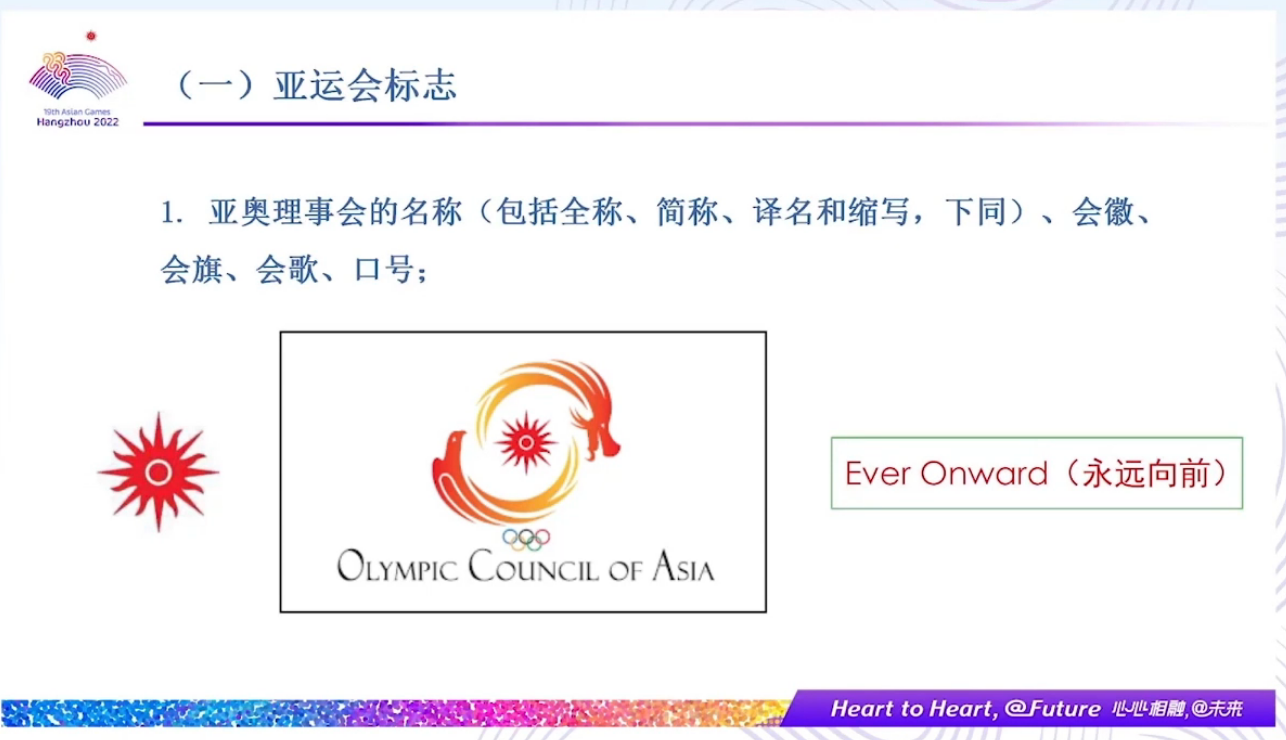 19th Asian Games
Hangzhou 2022
（一）亚运会标志
1. 亚奥理事会的名称（包括全称、简称、译名和缩写，下同）、会徽、
会旗、会歌、口号；
OLYMPIC COUNCIL OF ASIA
Ever Onward（永远向前）
Heart to Heart, @Future 心心相融,@未来